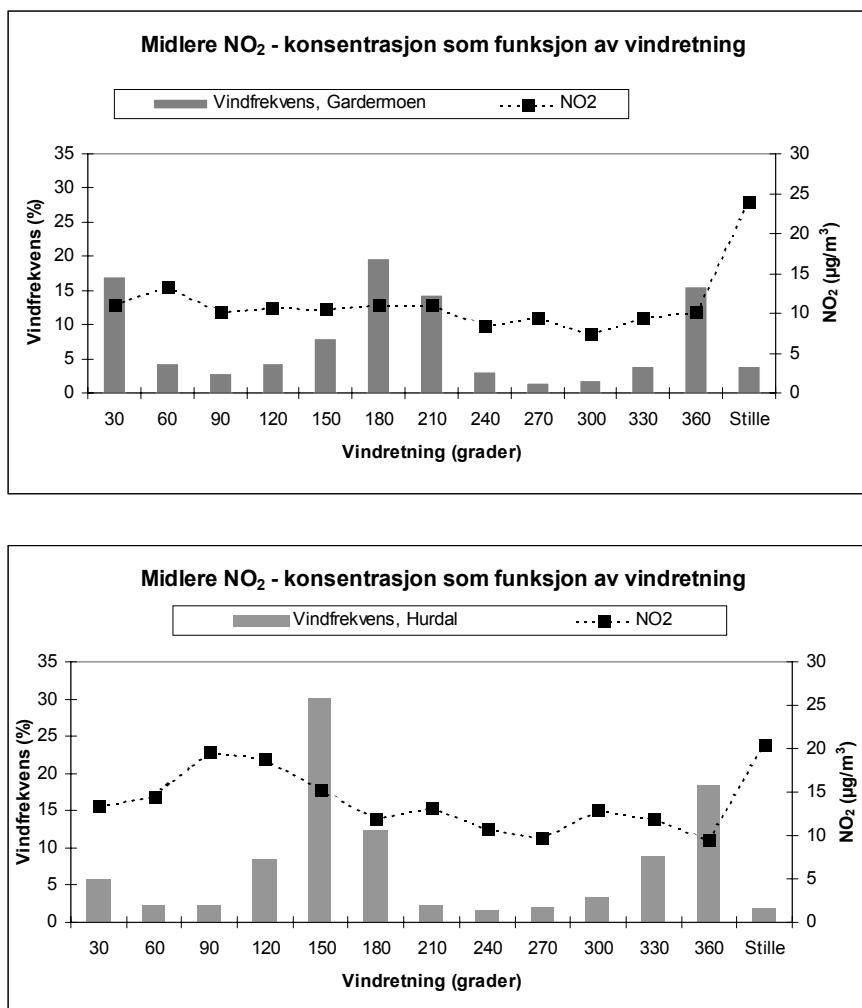 Midlere NO₂ - konsentrasjon som funksjon av vindretning
Vindfrekvens, Gardermoen NO2
Vindfrekvens (%)
35
30
25
20
15
10
5
0
NO₂ (µg/m³)
30
25
20
15
10
5
0
30 60 90 120 150 180 210 240 270 300 330 360 Stille
Vindretning (grader)
Midlere NO₂ - konsentrasjon som funksjon av vindretning
Vindfrekvens, Hurdal NO2
Vindfrekvens (%)
35
30
25
20
15
10
5
0
NO₂ (µg/m³)
30
25
20
15
10
5
0
30 60 90 120 150 180 210 240 270 300 330 360 Stille
Vindretning (grader)